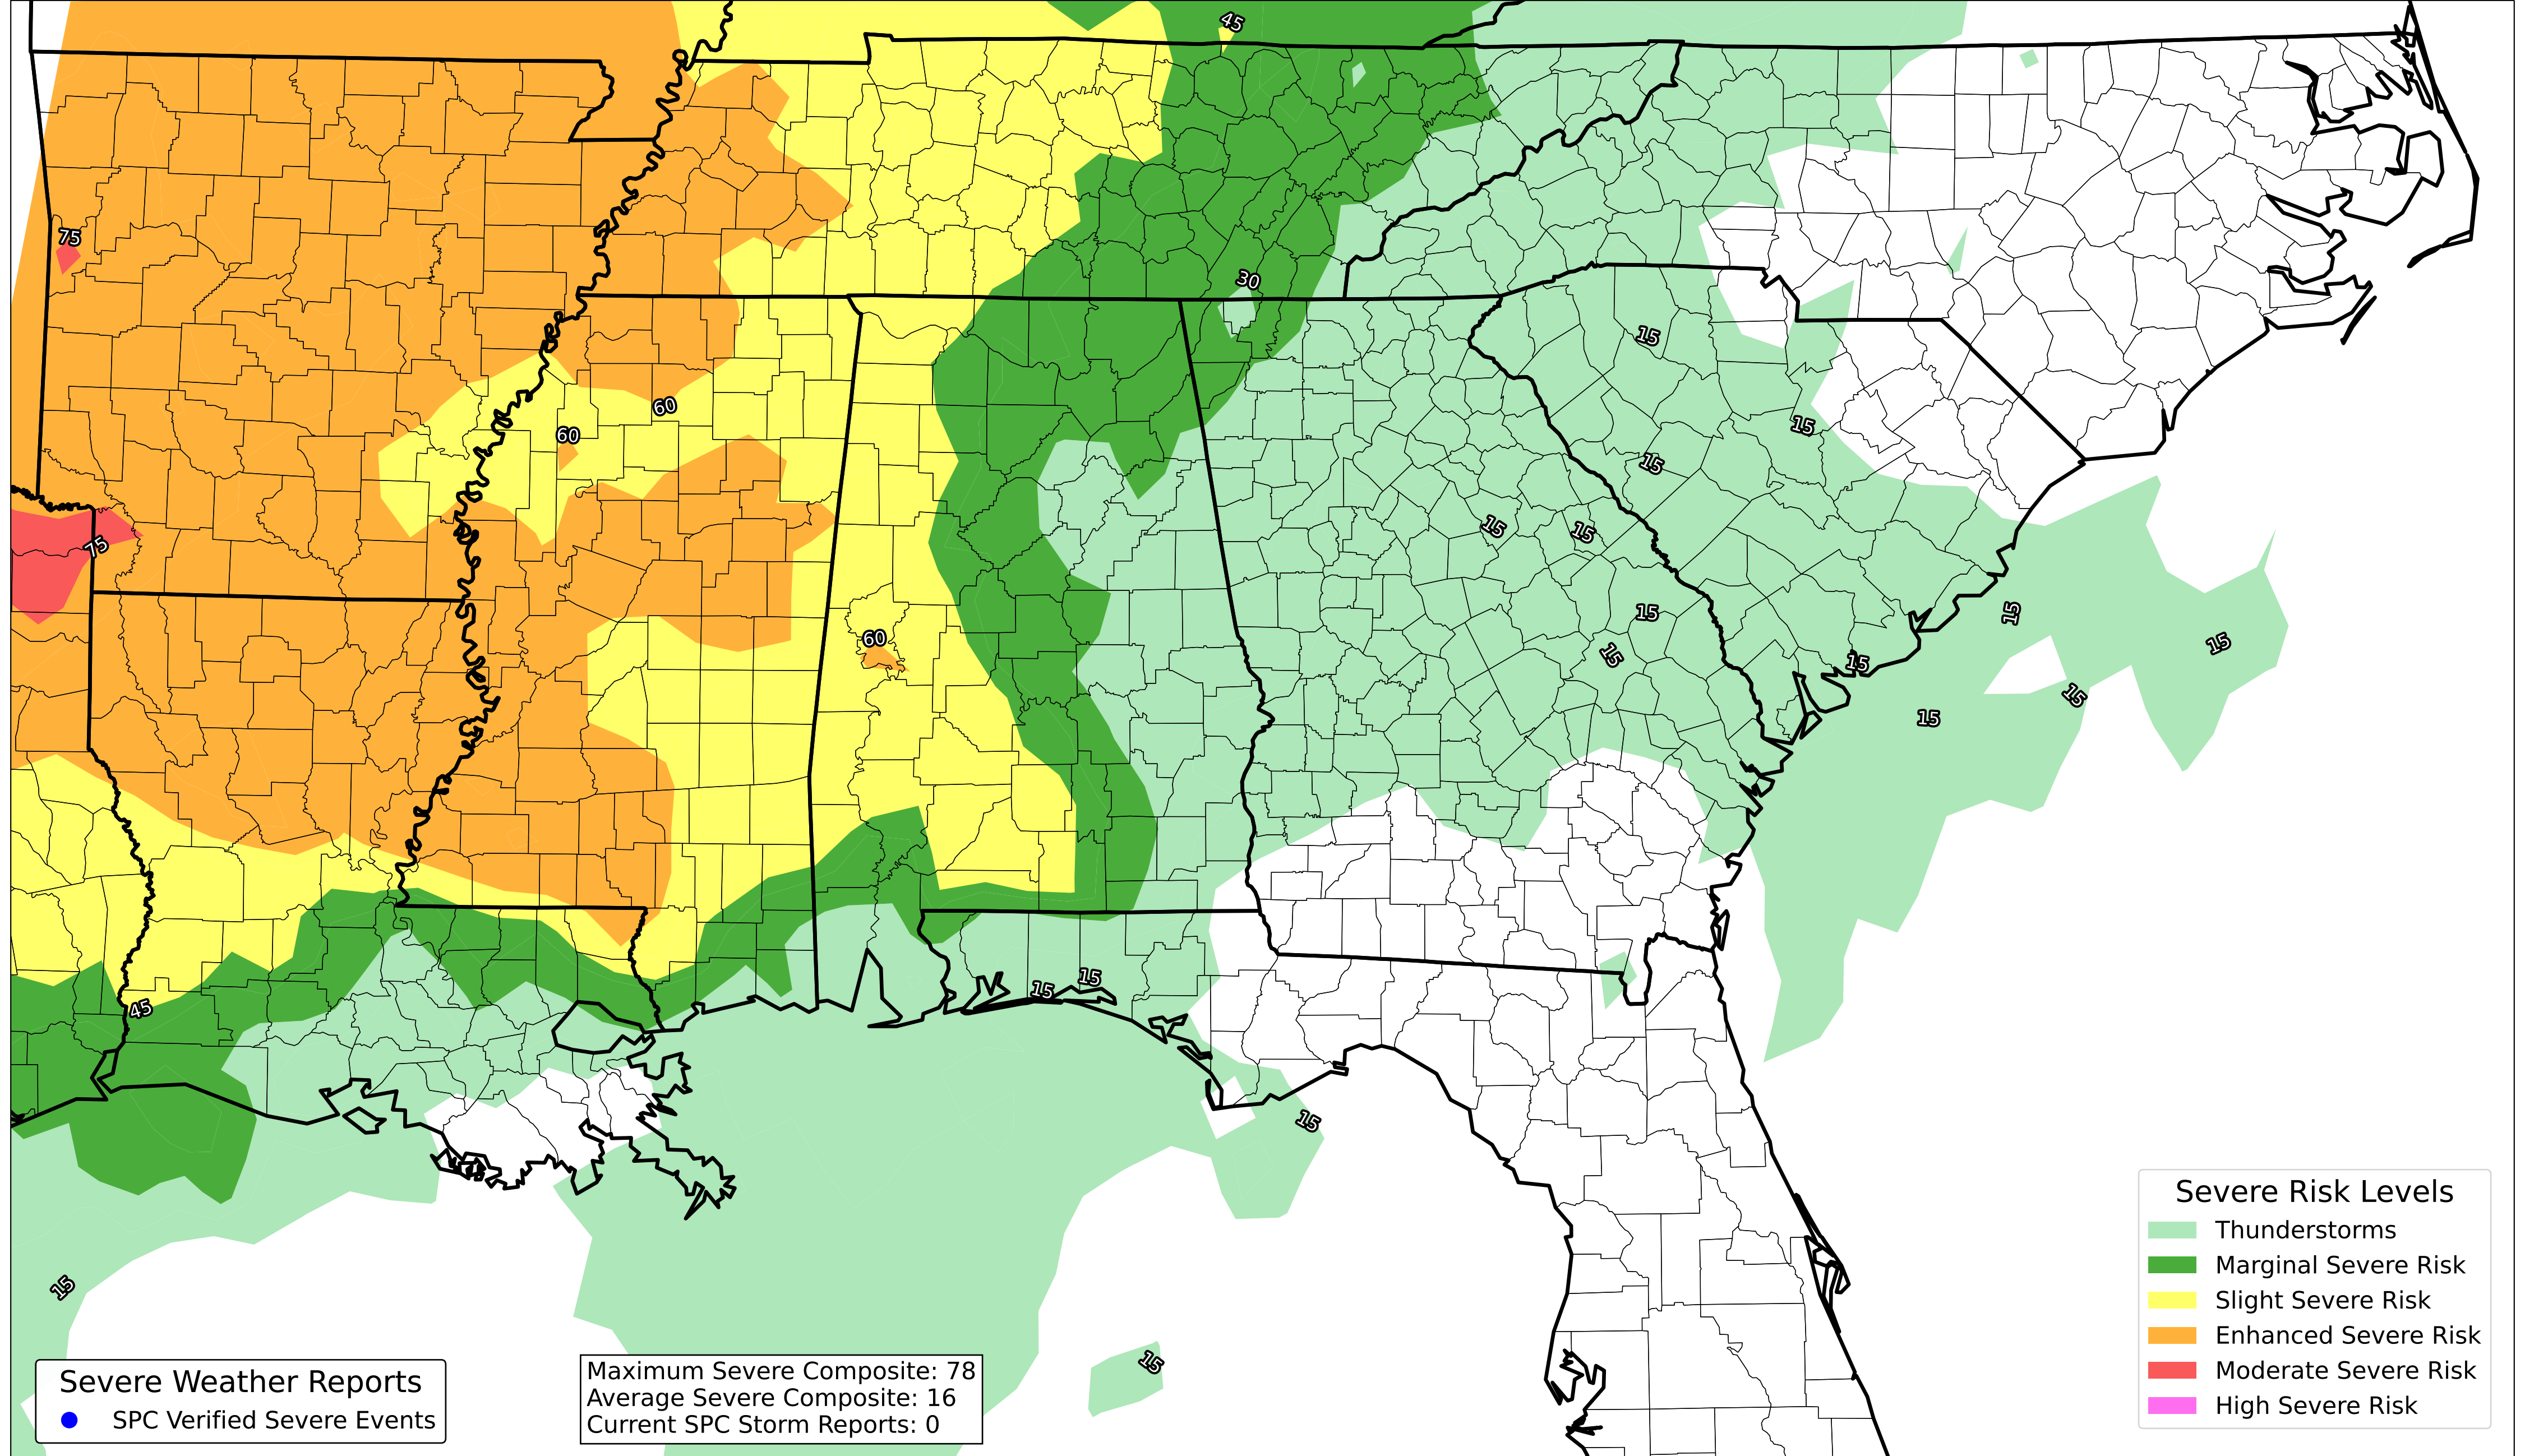 45
75
30
15
15
60
60
15
15
15
75
15
15
60
15
15
15
15
15
15
15
45
15
15
15
15
Severe Risk Levels
Thunderstorms
Marginal Severe Risk
Slight Severe Risk
Enhanced Severe Risk
Moderate Severe Risk
High Severe Risk
Severe Weather Reports
SPC Verified Severe Events
Maximum Severe Composite: 78
Average Severe Composite: 16
Current SPC Storm Reports: 0